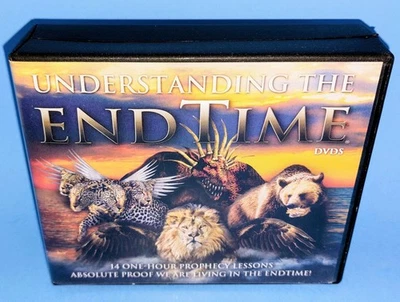 UNDERSTANDING THE
ENDTIME
DVDS
14 ONE-HOUR PROPHECY LESSONS
ABSOLUTE PROOF WE ARE LIVING IN THE ENDTIME!